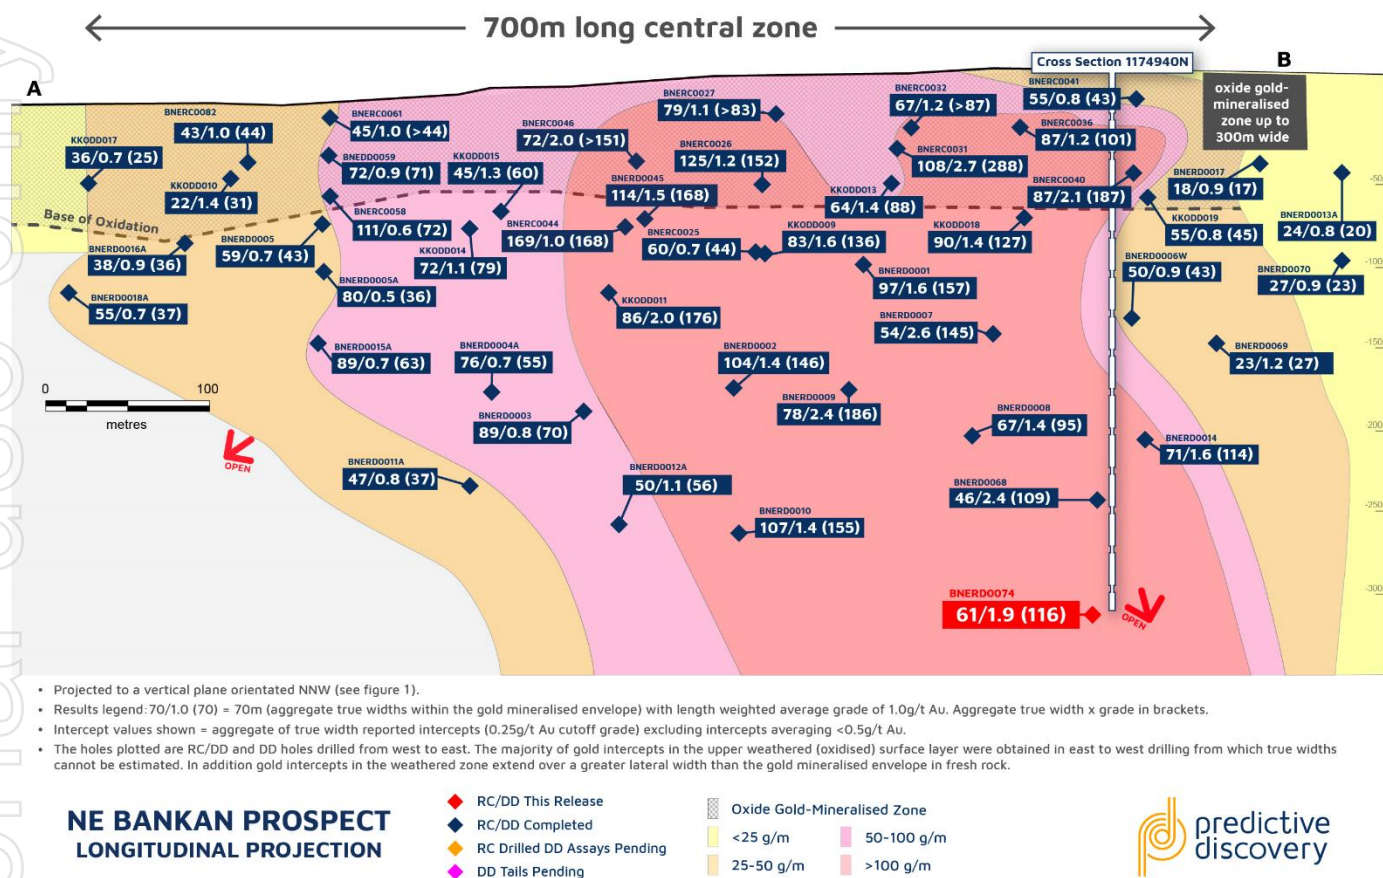 700m long central zone
A
Cross Section 1174940N
B
oxide gold-
mineralised
zone up to
300m wide
KKODD017
36/0.7 (25)
BNERC0082
43/1.0 (44)
KKODD010
22/1.4 (31)
BNERC0061
45/1.0 (>44)
BNEDD0059
72/0.9 (71)
KKODD015
45/1.3 (60)
BNERC0046
72/2.0 (>151)
BNERC0027
79/1.1 (>83)
BNERC0026
125/1.2 (152)
BNERC0032
67/1.2 (>87)
BNERC0041
55/0.8 (43)
BNERC0036
87/1.2 (101)
BNERC0031
108/2.7 (288)
BNERC0040
87/2.1 (187)
BNERD0017
18/0.9 (17)
BNERD0013A
24/0.8 (20)
Base of Oxidation
BNERC0058
111/0.6 (72)
BNERD0045
114/1.5 (168)
KKODD013
64/1.4 (88)
KKODD019
55/0.8 (45)
BNERD0016A
38/0.9 (36)
BNERD0005
59/0.7 (43)
KKODD014
72/1.1 (79)
BNERC0044
169/1.0 (168)
BNERC0025
60/0.7 (44)
KKODD009
83/1.6 (136)
KKODD018
90/1.4 (127)
BNERD0006W
50/0.9 (43)
BNERD0070
27/0.9 (23)
BNERD0018A
55/0.7 (37)
BNERD0005A
80/0.5 (36)
KKODD011
86/2.0 (176)
BNERD0001
97/1.6 (157)
BNERD0007
54/2.6 (145)
BNERD0069
23/1.2 (27)
BNERD0015A
89/0.7 (63)
BNERD0004A
76/0.7 (55)
BNERD0002
104/1.4 (146)
BNERD0009
78/2.4 (186)
BNERD0003
89/0.8 (70)
BNERD0008
67/1.4 (95)
BNERD0014
71/1.6 (114)
BNERD0011A
47/0.8 (37)
BNERD0012A
50/1.1 (56)
BNERD0010
107/1.4 (155)
BNERD0068
46/2.4 (109)
BNERD0074
61/1.9 (116)
OPEN
OPEN
0 100
metres
-50
-100
-150
-200
-250
-300
• Projected to a vertical plane orientated NNW (see figure 1).
• Results legend:70/1.0 (70) = 70m (aggregate true widths within the gold mineralised envelope) with length weighted average grade of 1.0g/t Au. Aggregate true width x grade in brackets.
• Intercept values shown = aggregate of true width reported intercepts (0.25g/t Au cutoff grade) excluding intercepts averaging <0.5g/t Au.
• The holes plotted are RC/DD and DD holes drilled from west to east. The majority of gold intercepts in the upper weathered (oxidised) surface layer were obtained in east to west drilling from which true widths
cannot be estimated. In addition gold intercepts in the weathered zone extend over a greater lateral width than the gold mineralised envelope in fresh rock.
NE BANKAN PROSPECT
LONGITUDINAL PROJECTION
RC/DD This Release
RC/DD Completed
RC Drilled DD Assays Pending
DD Tails Pending
Oxide Gold-Mineralised Zone
<25 g/m
25-50 g/m
50-100 g/m
>100 g/m
predictive
discovery